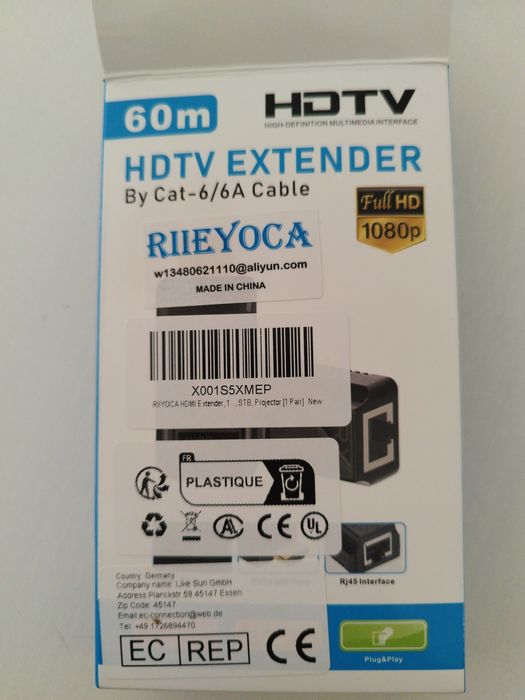 60m
HDTV
HIGH-DEFINITION MULTIMEDIA INTERFACE
HDTV EXTENDER
By Cat-6/6A Cable
Full HD
1080p
RIIEYOCA
w13480621110@aliyun.com
MADE IN CHINA
X001S5XMEP
RIIYOCA HDMI Extender, 1..., STB, Projector [1 Pair] New
FR
PLASTIQUE
CE
UL
Rj45 Interface
Country: Germany
Company name: Like Sun GmbH
Address:Planckstr 59 45147 Essen
Zip Code: 45147
Email:ec-connection@web.de
Tel: +49 1726894470
EC REP CE
Plug&Play